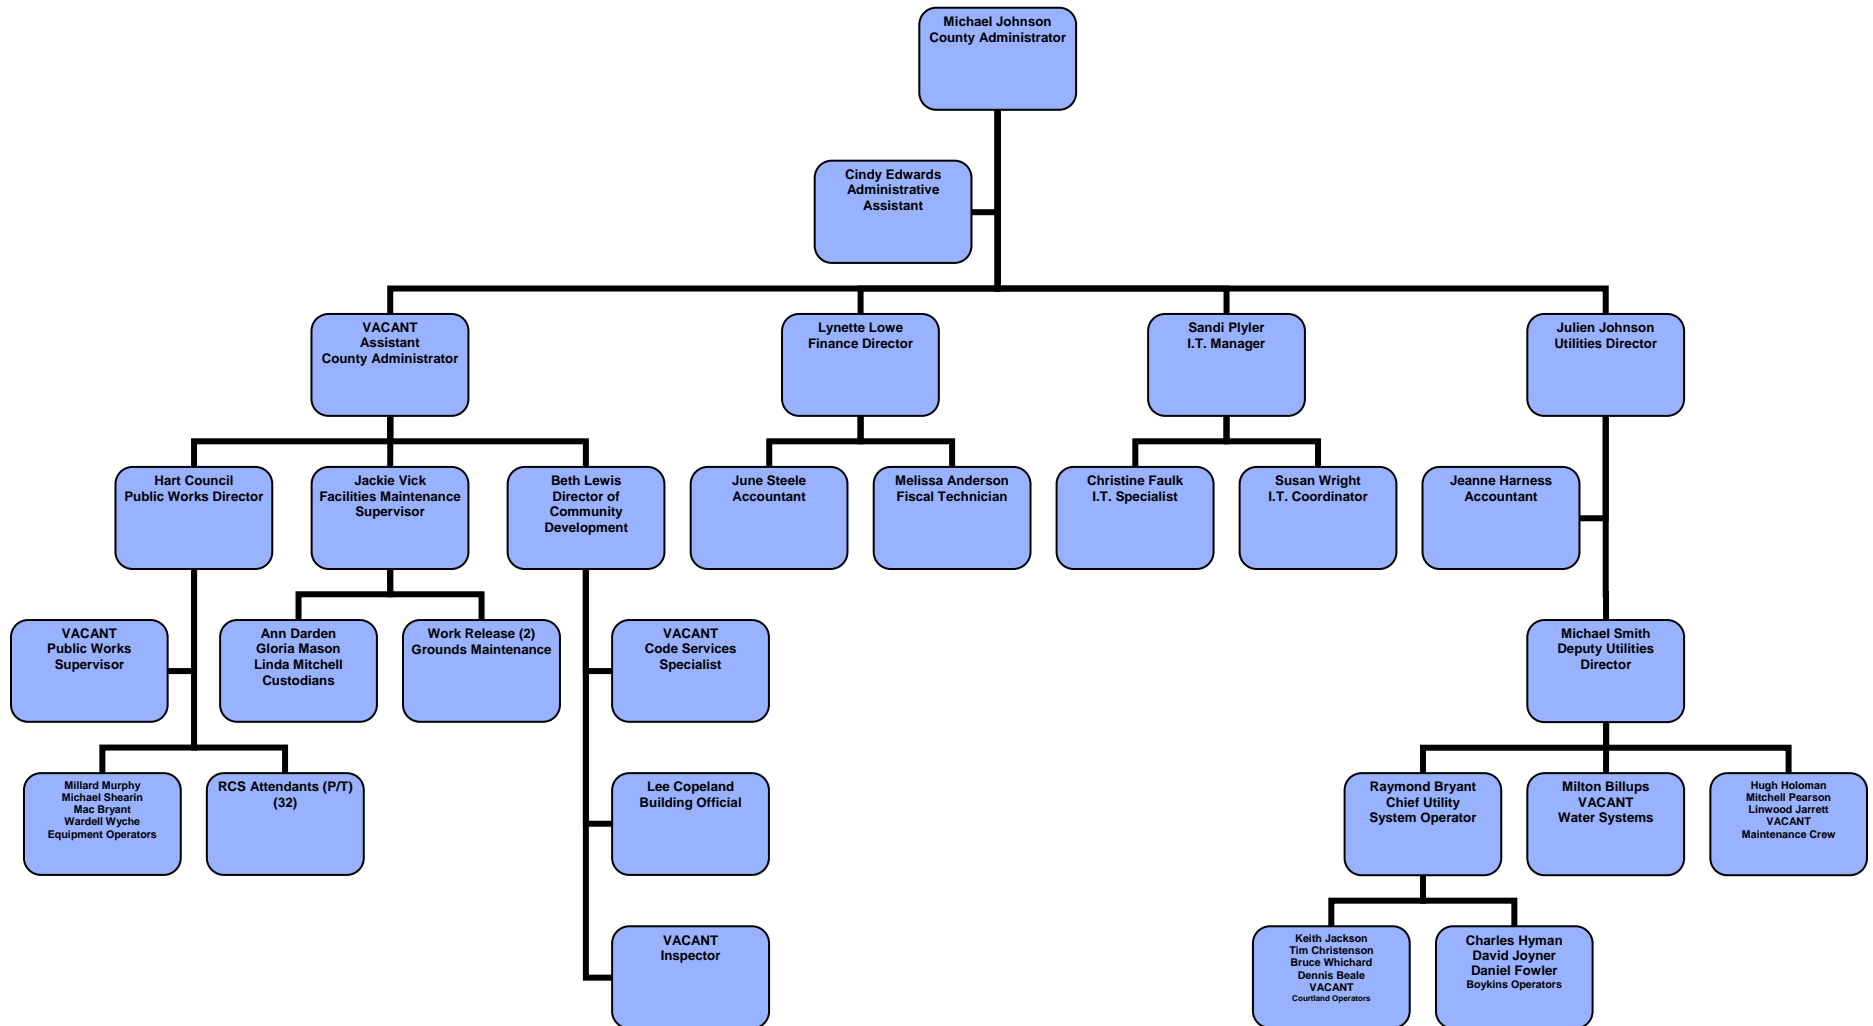 Michael Johnson
County Administrator
Cindy Edwards
Administrative
Assistant
VACANT
Assistant
County Administrator
Lynette Lowe
Finance Director
Sandi Plyler
I.T. Manager
Julien Johnson
Utilities Director
Hart Council
Public Works Director
Jackie Vick
Facilities Maintenance
Supervisor
Beth Lewis
Director of
Community
Development
June Steele
Accountant
Melissa Anderson
Fiscal Technician
Christine Faulk
I.T. Specialist
Susan Wright
I.T. Coordinator
Jeanne Harness
Accountant
VACANT
Public Works
Supervisor
Ann Darden
Gloria Mason
Linda Mitchell
Custodians
Work Release (2)
Grounds Maintenance
VACANT
Code Services
Specialist
Michael Smith
Deputy Utilities
Director
Millard Murphy
Michael Shearin
Mac Bryant
Wardell Wyche
Equipment Operators
RCS Attendants (P/T)
(32)
Lee Copeland
Building Official
Raymond Bryant
Chief Utility
System Operator
Milton Billups
VACANT
Water Systems
Hugh Holoman
Mitchell Pearson
Linwood Jarrett
VACANT
Maintenance Crew
VACANT
Inspector
Keith Jackson
Tim Christenson
Bruce Whichard
Dennis Beale
VACANT
Courtland Operators
Charles Hyman
David Joyner
Daniel Fowler
Boykins Operators